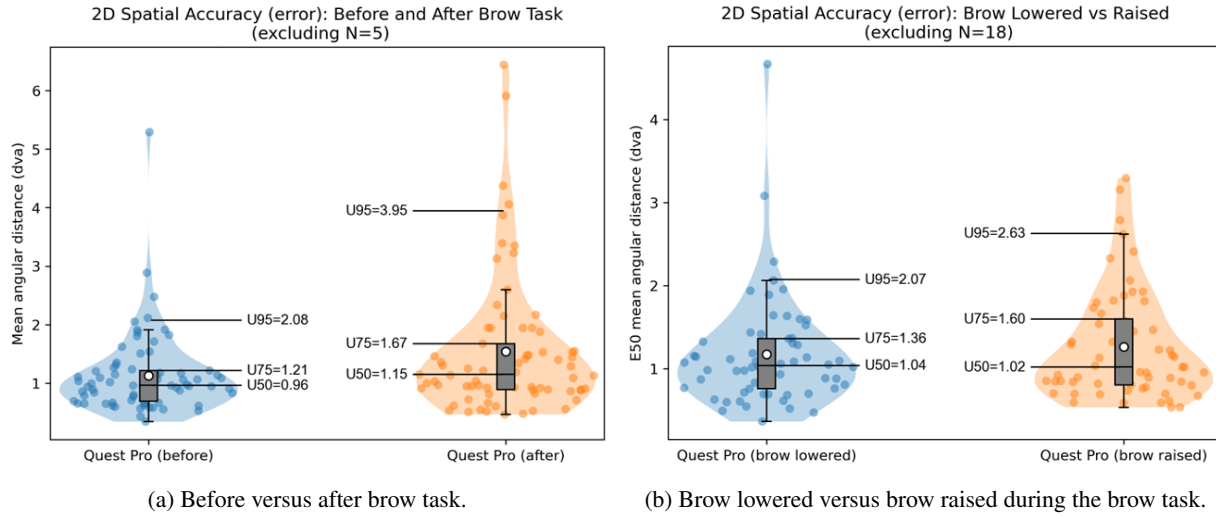 2D Spatial Accuracy (error): Before and After Brow Task
(excluding N=5)
Mean angular distance (dva)
6
5
4
3
2
1
U95=3.95
U95=2.08
U75=1.67
U75=1.21
U50=1.15
U50=0.96
Quest Pro (before)
Quest Pro (after)
(a) Before versus after brow task.
2D Spatial Accuracy (error): Brow Lowered vs Raised
(excluding N=18)
E50 mean angular distance (dva)
4
3
2
1
U95=2.63
U95=2.07
U75=1.60
U75=1.36
U50=1.04
U50=1.02
Quest Pro (brow lowered)
Quest Pro (brow raised)
(b) Brow lowered versus brow raised during the brow task.